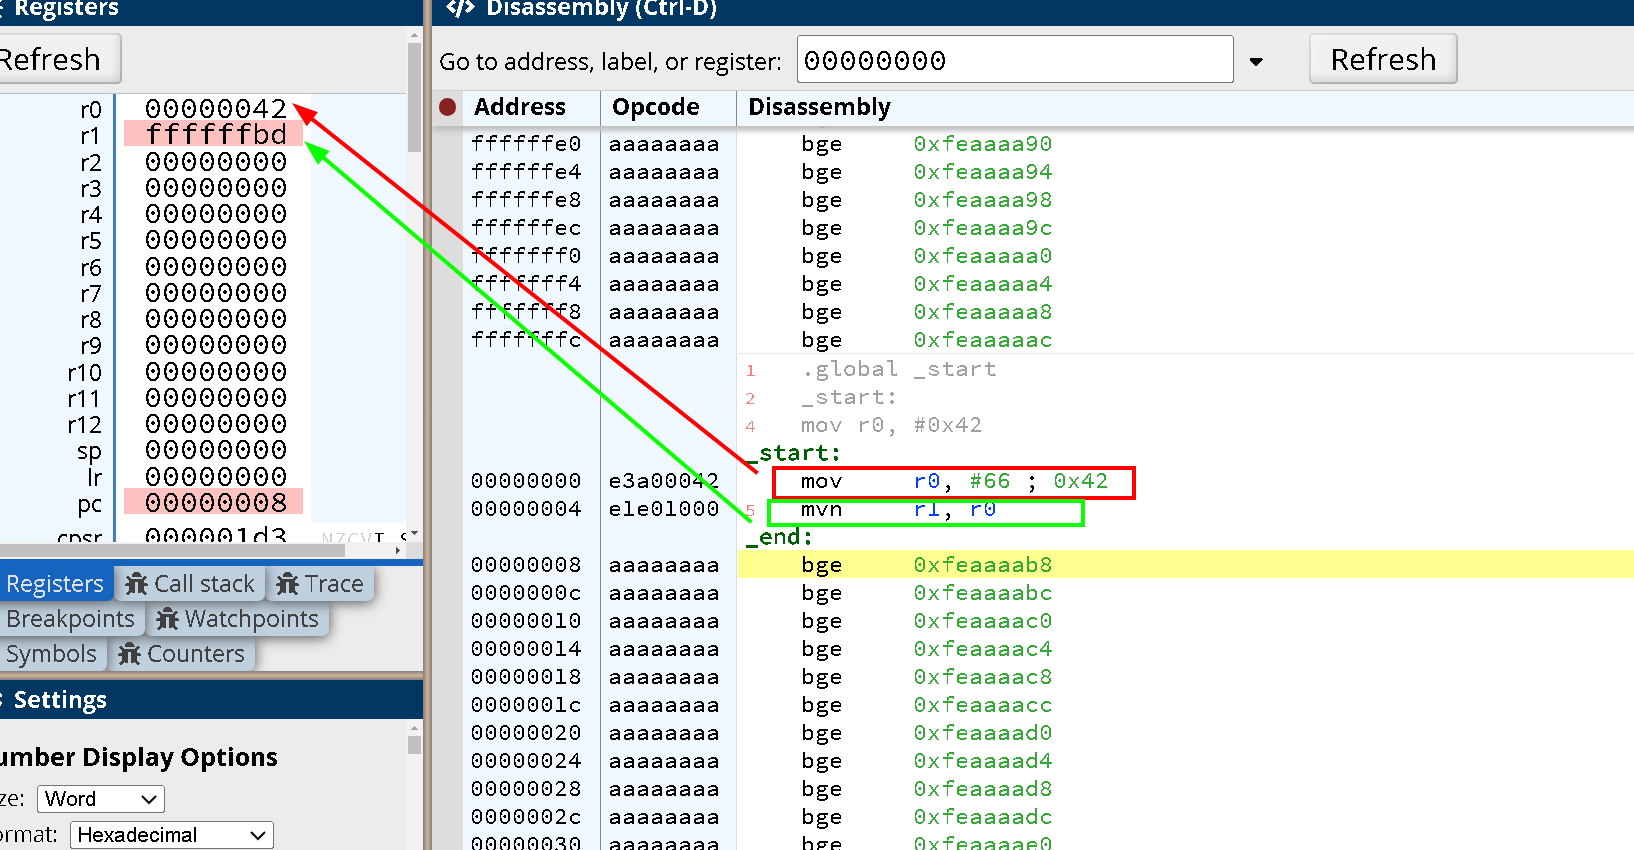 Registers
Refresh
r0 00000042
r1 ffffffbd
r2 00000000
r3 00000000
r4 00000000
r5 00000000
r6 00000000
r7 00000000
r8 00000000
r9 00000000
r10 00000000
r11 00000000
r12 00000000
sp 00000000
lr 00000000
pc 00000008
cpsr 000001d3 NZCVI S
Registers Call stack Trace
Breakpoints Watchpoints
Symbols Counters
Settings
umber Display Options
ze: Word
ormat: Hexadecimal
</> Disassembly (Ctrl-D)
Go to address, label, or register: 00000000 Refresh
Address Opcode Disassembly
ffffffe0 aaaaaaaa bge 0xfeaaaa90
ffffffe4 aaaaaaaa bge 0xfeaaaa94
ffffffe8 aaaaaaaa bge 0xfeaaaa98
ffffffec aaaaaaaa bge 0xfeaaaa9c
fffffff0 aaaaaaaa bge 0xfeaaaaa0
fffffff4 aaaaaaaa bge 0xfeaaaaa4
fffffff8 aaaaaaaa bge 0xfeaaaaa8
fffffffc aaaaaaaa bge 0xfeaaaaac
1 .global _start
2 _start:
4 mov r0, #0x42
_start:
00000000 e3a00042 mov r0, #66 ; 0x42
00000004 e1e01000 5 mvn r1, r0
_end:
00000008 aaaaaaaa bge 0xfeaaaab8
0000000c aaaaaaaa bge 0xfeaaaabc
00000010 aaaaaaaa bge 0xfeaaaac0
00000014 aaaaaaaa bge 0xfeaaaac4
00000018 aaaaaaaa bge 0xfeaaaac8
0000001c aaaaaaaa bge 0xfeaaaacc
00000020 aaaaaaaa bge 0xfeaaaad0
00000024 aaaaaaaa bge 0xfeaaaad4
00000028 aaaaaaaa bge 0xfeaaaad8
0000002c aaaaaaaa bge 0xfeaaaadc
00000030 aaaaaaaa bge 0xfeaaaae0